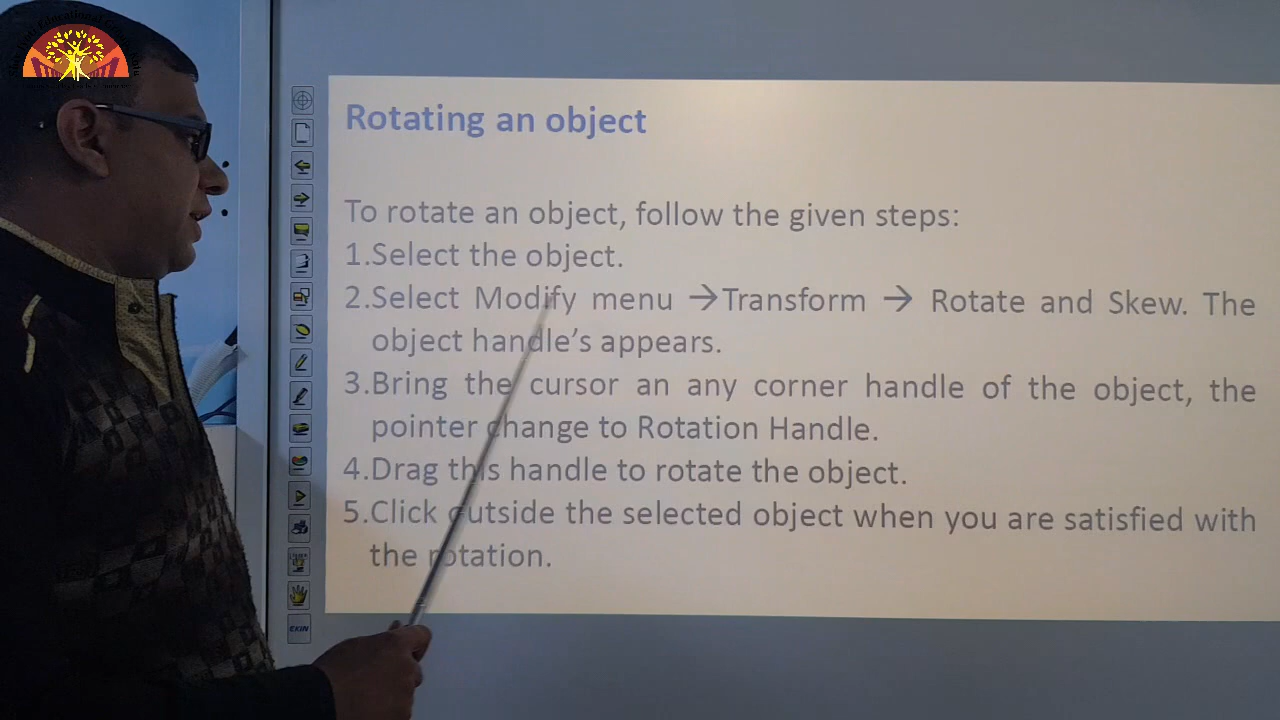 Rotating an object
To rotate an object, follow the given steps:
1.Select the object.
2.Select Modify menu →Transform → Rotate and Skew. The
object handle’s appears.
3.Bring the cursor an any corner handle of the object, the
pointer change to Rotation Handle.
4.Drag this handle to rotate the object.
5.Click outside the selected object when you are satisfied with
the rotation.